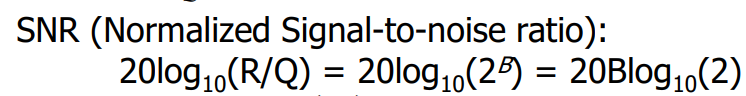 SNR (Normalized Signal-to-noise ratio):
20log₁₀(R/Q) = 20log₁₀(2ᴮ) = 20Blog₁₀(2)